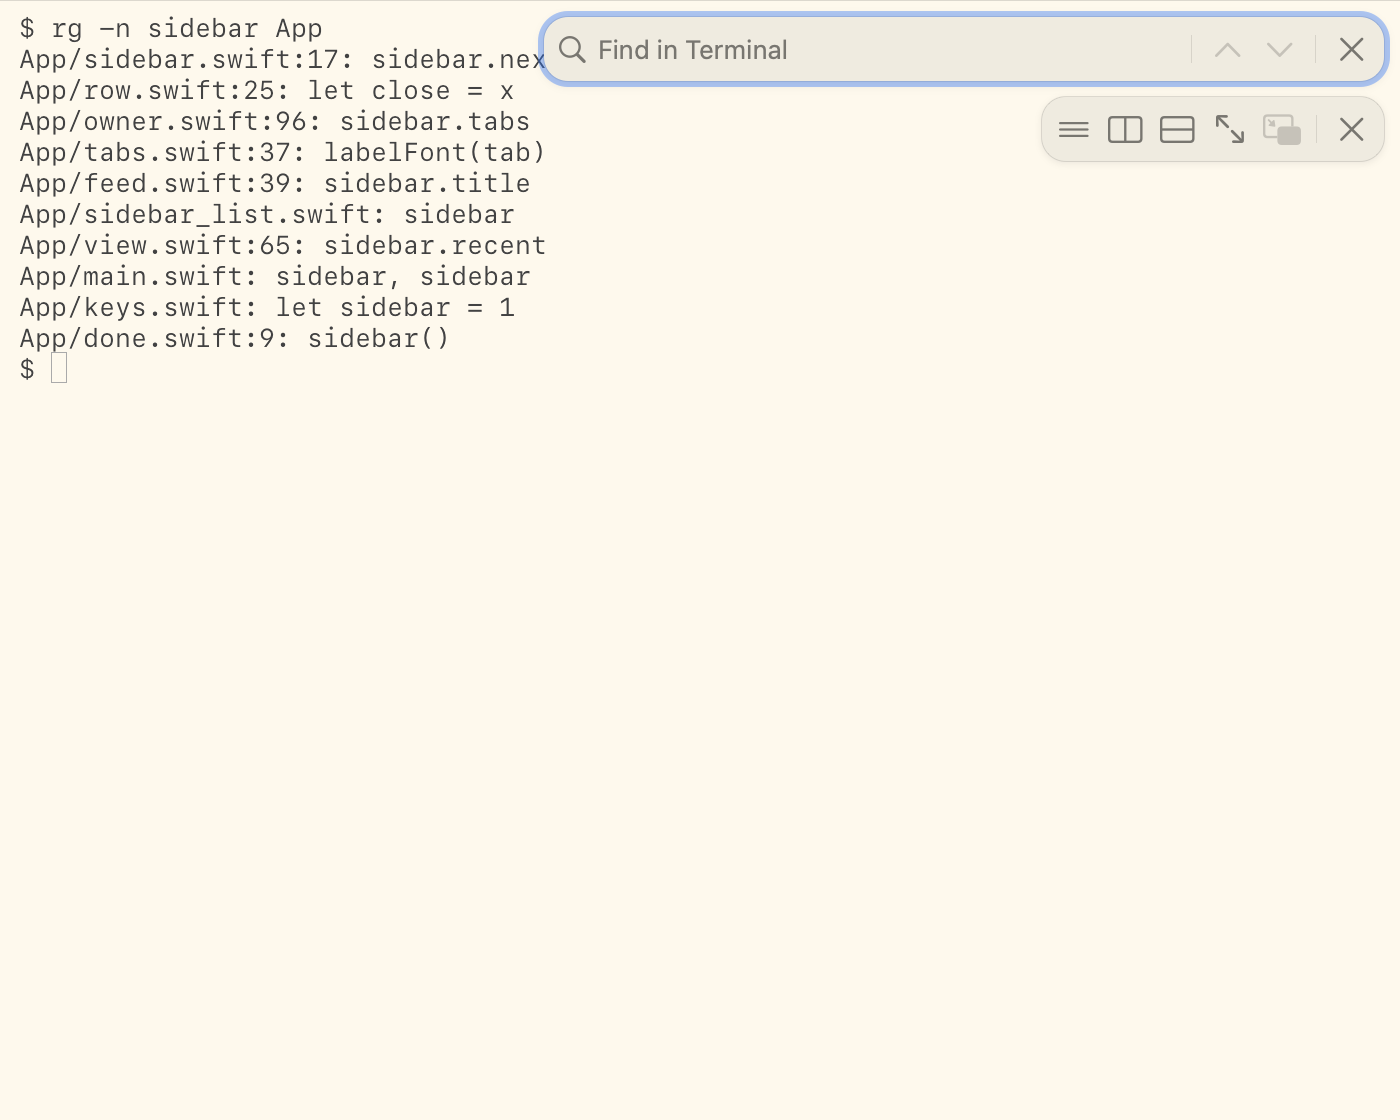 $ rg -n sidebar App
Find in Terminal
App/sidebar.swift:17: sidebar.nex
App/row.swift:25: let close = x
App/owner.swift:96: sidebar.tabs
App/tabs.swift:37: labelFont(tab)
App/feed.swift:39: sidebar.title
App/sidebar_list.swift: sidebar
App/view.swift:65: sidebar.recent
App/main.swift: sidebar, sidebar
App/keys.swift: let sidebar = 1
App/done.swift:9: sidebar()
$